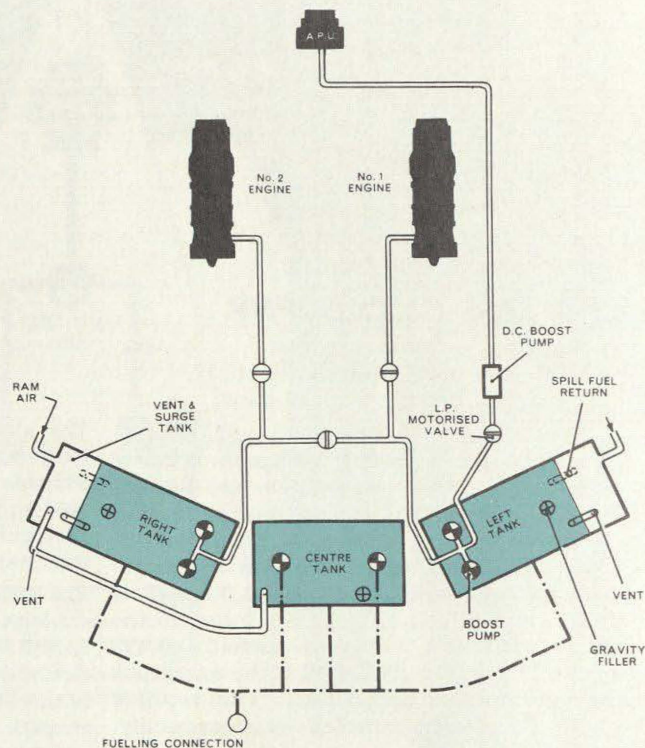 A.P.U.
No. 2
ENGINE
No. 1
ENGINE
D.C. BOOST
PUMP
RAM
AIR
VENT &
SURGE
TANK
L.P.
MOTORISED
VALVE
SPILL FUEL
RETURN
RIGHT
TANK
CENTRE
TANK
LEFT
TANK
VENT
BOOST
PUMP
VENT
GRAVITY
FILLER
FUELLING CONNECTION